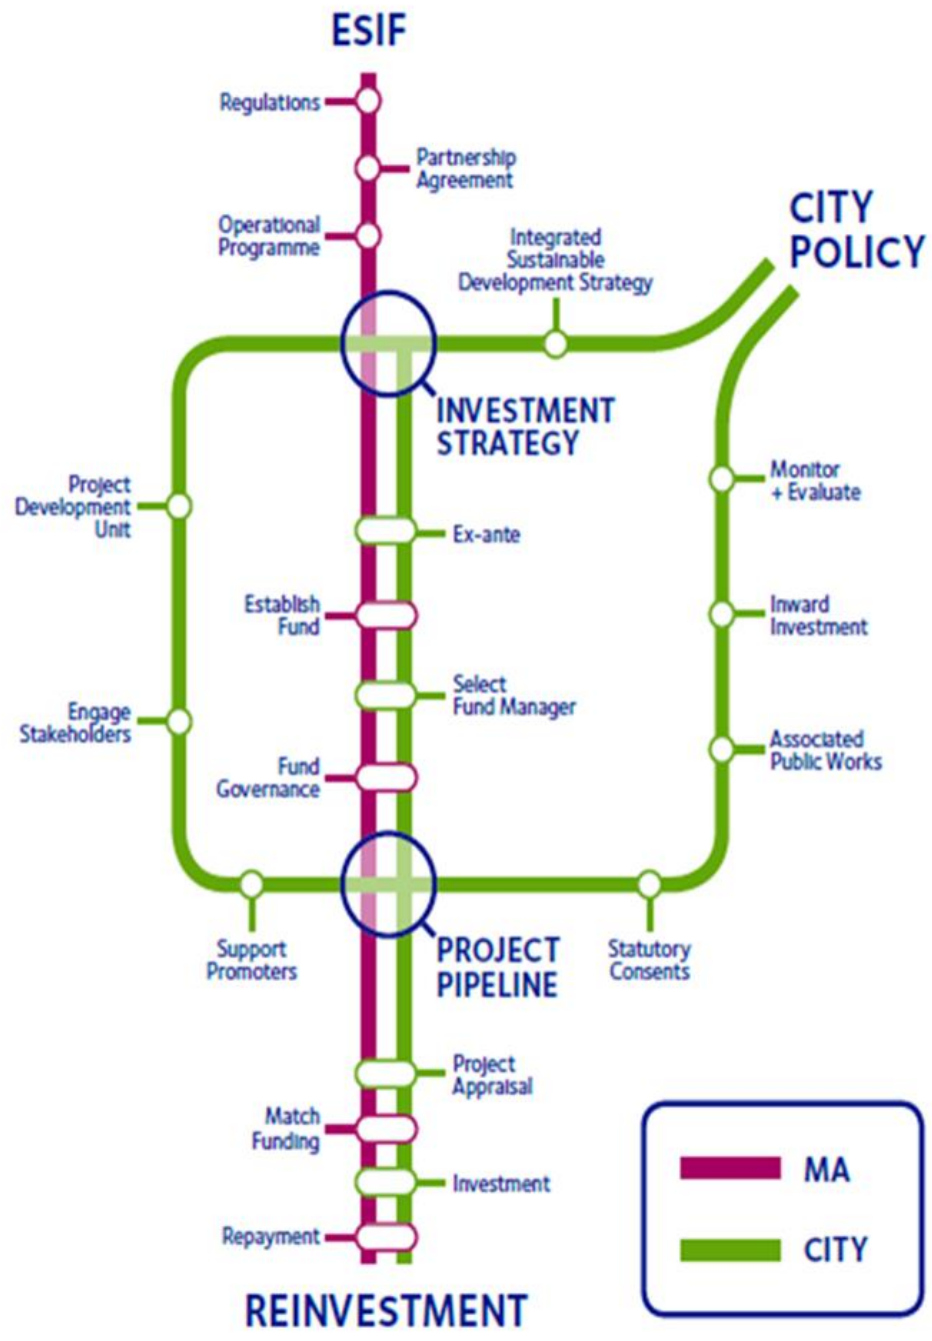 ESIF
Regulations
Partnership
Agreement
Operational
Programme
CITY
POLICY
Integrated
Sustainable
Development Strategy
INVESTMENT
STRATEGY
Project
Development
Unit
Monitor
+ Evaluate
Ex-ante
Establish
Fund
Inward
Investment
Select
Fund Manager
Engage
Stakeholders
Associated
Public Works
Fund
Governance
Support
Promoters
PROJECT
PIPELINE
Statutory
Consents
Project
Appraisal
Match
Funding
Investment
Repayment
MA
CITY
REINVESTMENT